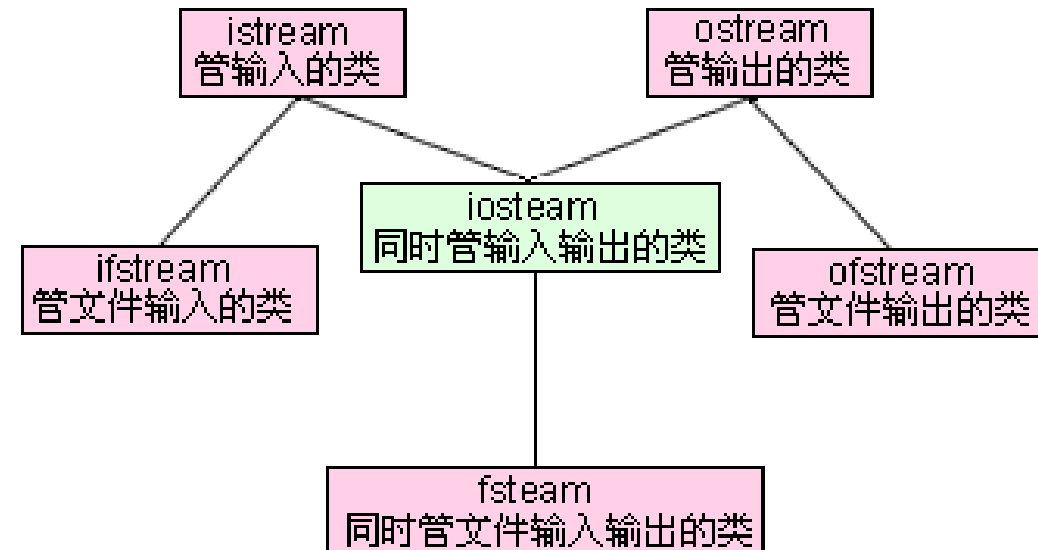 istream
管输入的类
ostream
管输出的类
iosteam
同时管输入输出的类
ifstream
管文件输入的类
ofstream
管文件输出的类
fsteam
同时管文件输入输出的类